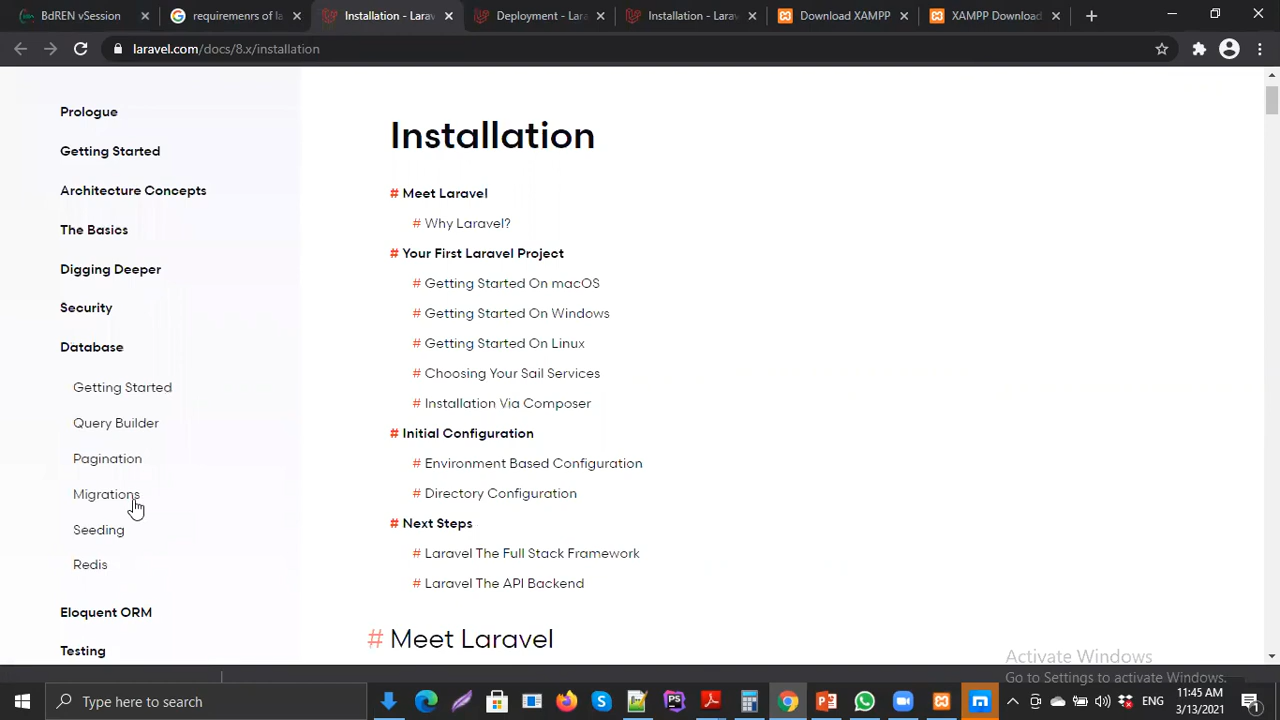 BdREN vSession
requirements of la
Installation - Larav
Deployment - Lara
Installation - Larav
Download XAMPP
XAMPP Download
laravel.com/docs/8.x/installation
Prologue
Getting Started
Architecture Concepts
The Basics
Digging Deeper
Security
Database
Getting Started
Query Builder
Pagination
Migrations
Seeding
Redis
Eloquent ORM
Testing
Installation
# Meet Laravel
# Why Laravel?
# Your First Laravel Project
# Getting Started On macOS
# Getting Started On Windows
# Getting Started On Linux
# Choosing Your Sail Services
# Installation Via Composer
# Initial Configuration
# Environment Based Configuration
# Directory Configuration
# Next Steps
# Laravel The Full Stack Framework
# Laravel The API Backend
# Meet Laravel
Activate Windows
Go to Settings to activate Windows.
Type here to search
ENG
11:45 AM
3/13/2021